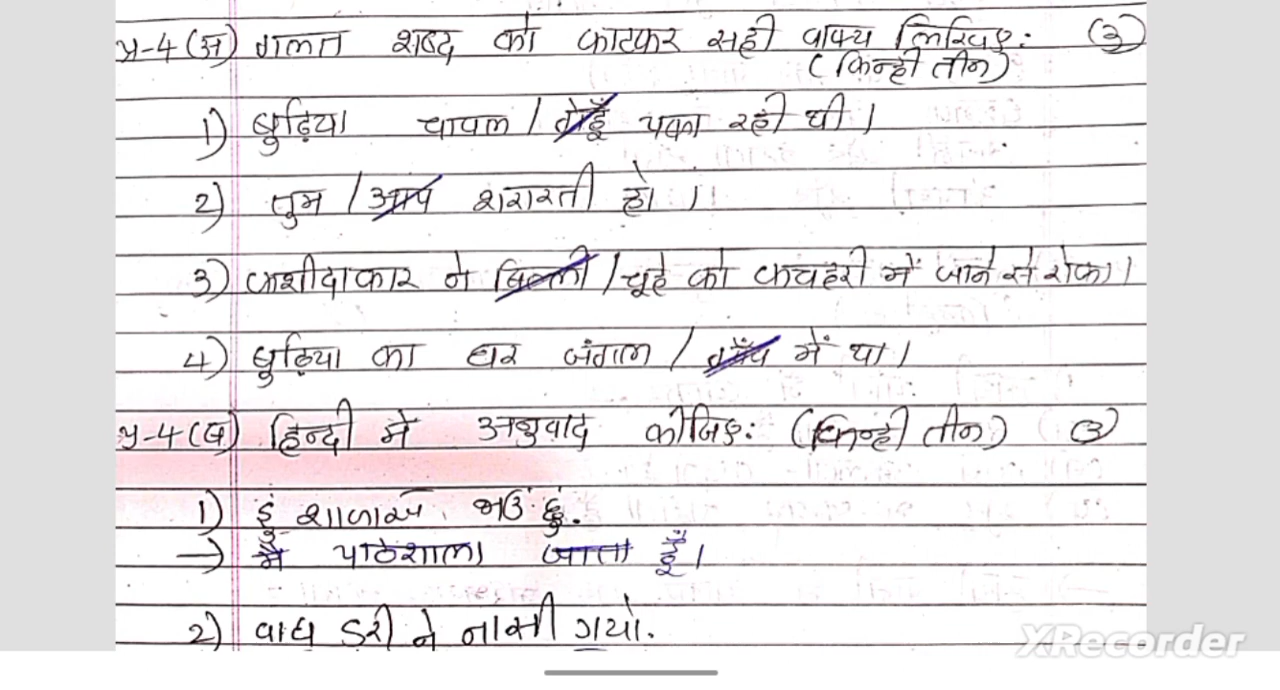 प्र-4 (अ) गलत शब्द को काटकर सही वाक्य लिखिए: (3)
(किन्ही तीन)
1) बुढ़िया चावल / गेहूँ पका रही थी।
2) तुम / आप शरारती हो।
3) काशीदाकार ने बिल्ली / चूहे को कचहरी में जाने से रोका।
4) बुढ़िया का घर जंगल / गाँव में था।
प्र-4 (ब) हिन्दी में अनुवाद कीजिए: (किन्ही तीन) (3)
1) હું શાળાએ જાઉં છું.
→ मैं पाठशाला जाता हूँ।
2) વાઘ ડરી ને નાસી ગયો.
XRecorder